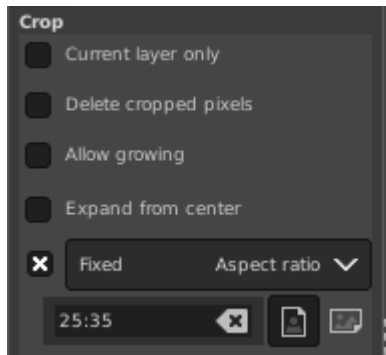 Crop
Current layer only
Delete cropped pixels
Allow growing
Expand from center
Fixed Aspect ratio
25:35